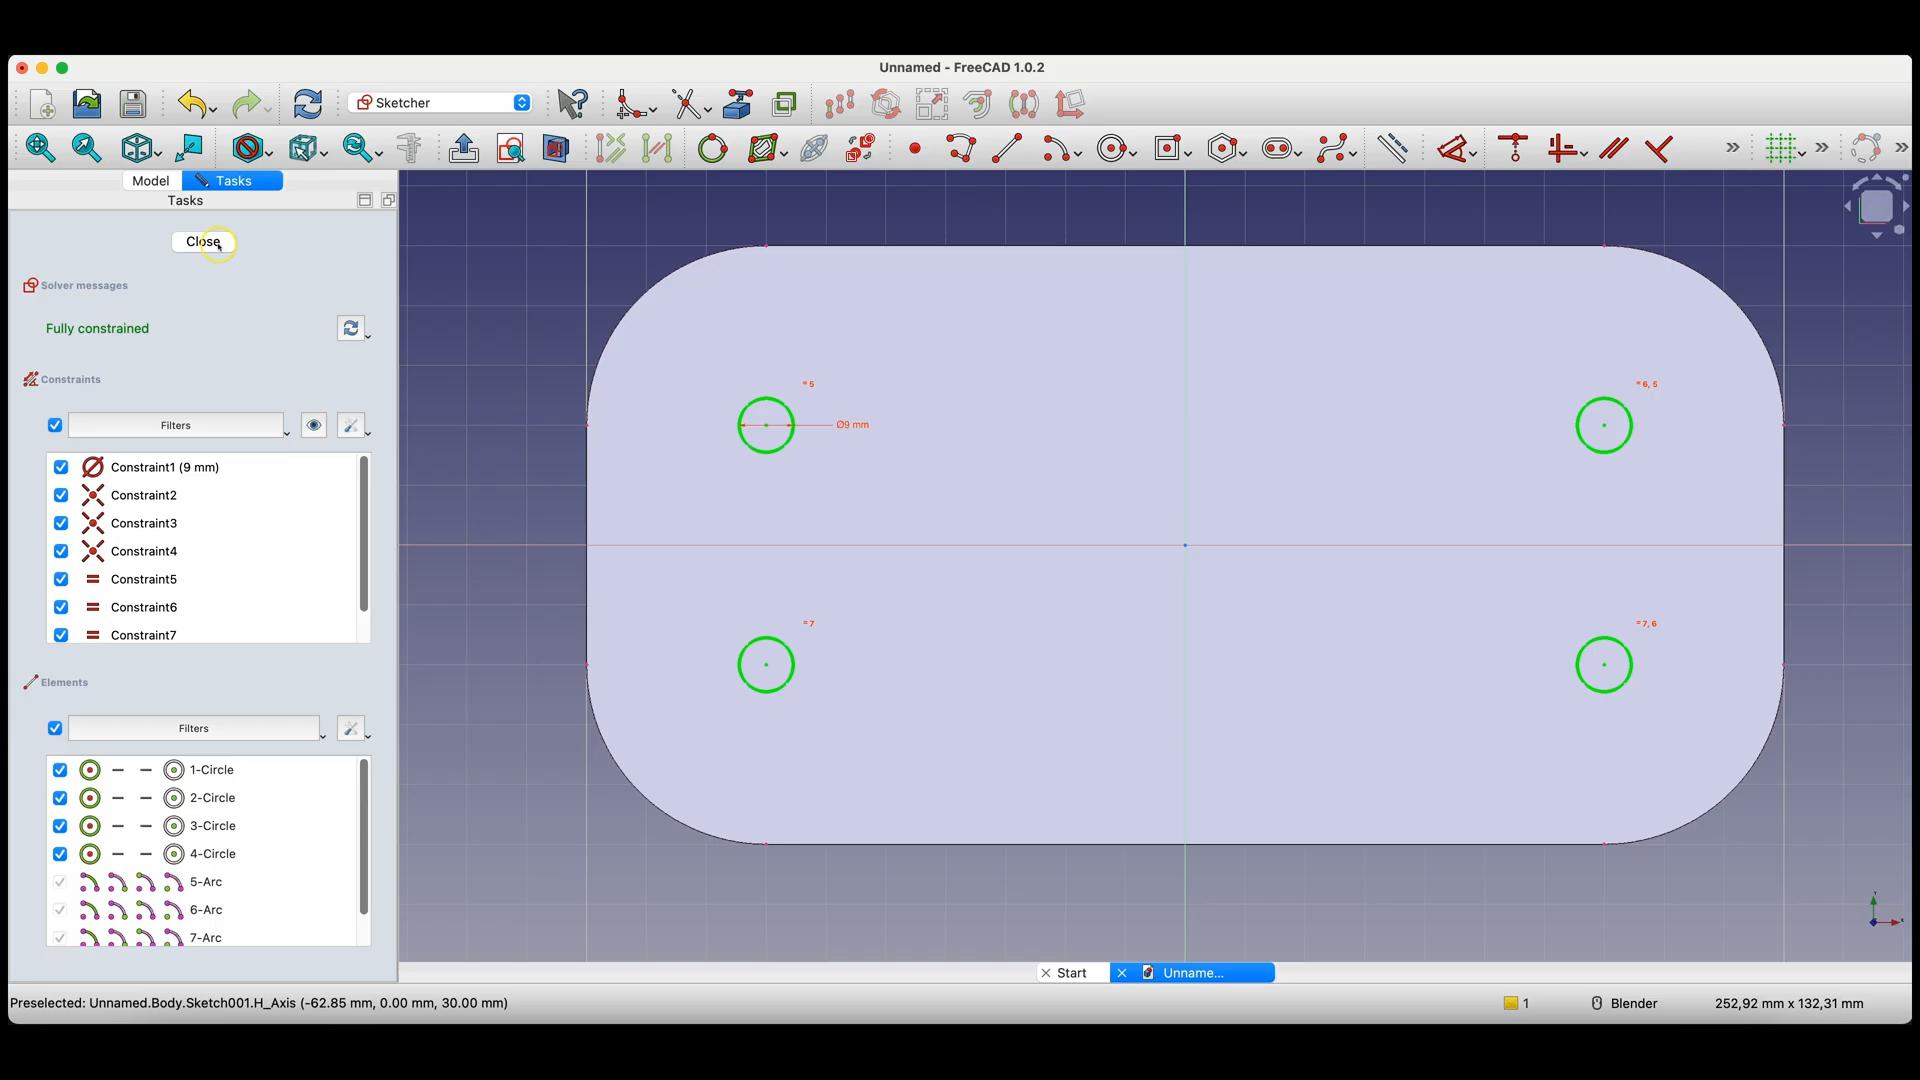 Unnamed - FreeCAD 1.0.2
Sketcher
Model
Tasks
Tasks
Close
Solver messages
Fully constrained
Constraints
Filters
Constraint1 (9 mm)
Constraint2
Constraint3
Constraint4
Constraint5
Constraint6
Constraint7
Elements
Filters
1-Circle
2-Circle
3-Circle
4-Circle
5-Arc
6-Arc
7-Arc
=5
=6, 5
Ø9 mm
=7
=7, 6
Start
Unname...
Preselected: Unnamed.Body.Sketch001.H_Axis (-62.85 mm, 0.00 mm, 30.00 mm)
1
Blender
252,92 mm x 132,31 mm